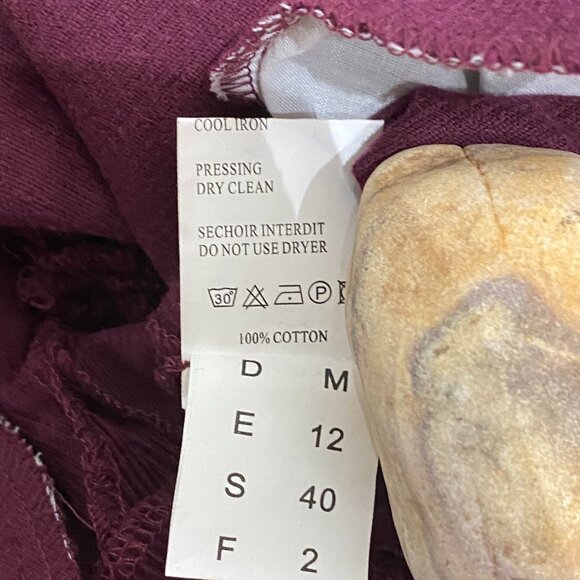 COOL IRON
PRESSING
DRY CLEAN
SECHOIR INTERDIT
DO NOT USE DRYER
30° P
100% COTTON
D M
E 12
S 40
F 2